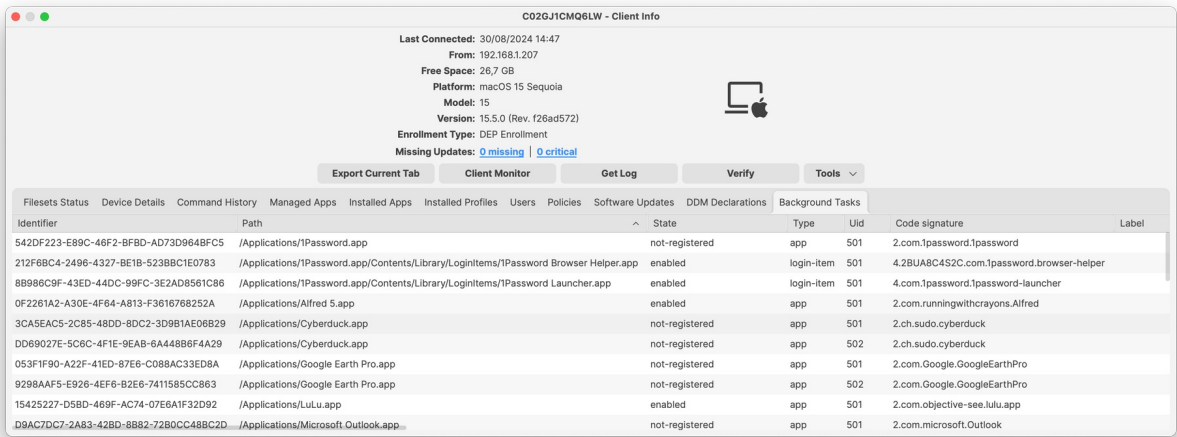 C02GJ1CMQ6LW - Client Info
Last Connected: 30/08/2024 14:47
From: 192.168.1.207
Free Space: 26,7 GB
Platform: macOS 15 Sequoia
Model: 15
Version: 15.5.0 (Rev. f26ad572)
Enrollment Type: DEP Enrollment
Missing Updates: 0 missing | 0 critical
Export Current Tab Client Monitor Get Log Verify Tools
Filesets Status Device Details Command History Managed Apps Installed Apps Installed Profiles Users Policies Software Updates DDM Declarations Background Tasks
Identifier Path State Type Uid Code signature Label
542DF223-E89C-46F2-BFBD-AD73D964BFC5 /Applications/1Password.app not-registered app 501 2.com.1password.1password
212F6BC4-2496-4327-BE1B-523BBC1E0783 /Applications/1Password.app/Contents/Library/LoginItems/1Password Browser Helper.app enabled login-item 501 4.2BUA8C4S2C.com.1password.browser-helper
8B986C9F-43ED-44DC-99FC-3E2AD8561C86 /Applications/1Password.app/Contents/Library/LoginItems/1Password Launcher.app enabled login-item 501 4.com.1password.1password-launcher
0F2261A2-A30E-4F64-A813-F3616768252A /Applications/Alfred 5.app enabled app 501 2.com.runningwithcrayons.Alfred
3CA5EAC5-2C85-48DD-8DC2-3D9B1AE06B29 /Applications/Cyberduck.app not-registered app 501 2.ch.sudo.cyberduck
DD69027E-5C6C-4F1E-9EAB-6A448B6F4A29 /Applications/Cyberduck.app not-registered app 502 2.ch.sudo.cyberduck
053F1F90-A22F-41ED-87E6-C088AC33ED8A /Applications/Google Earth Pro.app not-registered app 501 2.com.Google.GoogleEarthPro
9298AAF5-E926-4EF6-B2E6-7411585CC863 /Applications/Google Earth Pro.app not-registered app 502 2.com.Google.GoogleEarthPro
15425227-D5BD-469F-AC74-07E6A1F32D92 /Applications/LuLu.app enabled app 501 2.com.objective-see.lulu.app
D9AC7DC7-2A83-42BD-8B82-72B0CC48BC2D /Applications/Microsoft Outlook.app not-registered app 501 2.com.microsoft.Outlook